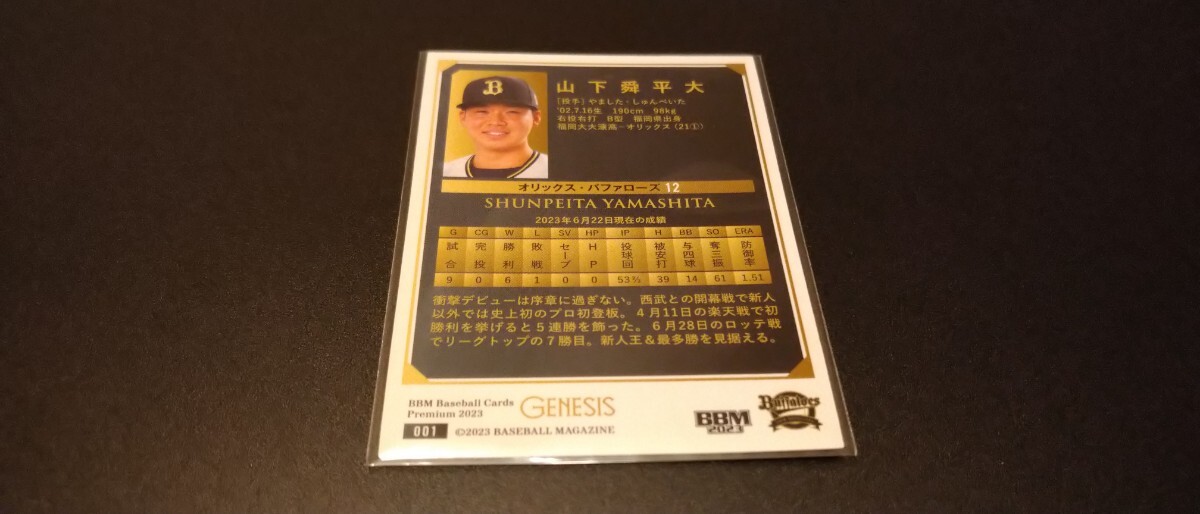 B
山下舜平大
[投手] やました・しゅんぺいた
'02.7.16生 190cm 98kg
右投右打 B型 福岡県出身
福岡大大濠高－オリックス(21①)
オリックス・バファローズ 12
SHUNPEITA YAMASHITA
2023年6月22日現在の成績
G CG W L SV HP IP H BB SO ERA
試合 完投 勝利 敗戦 セーブ HP 投球回 被安打 与四球 奪三振 防御率
9 0 6 1 0 0 53⅔ 39 14 61 1.51
衝撃デビューは序章に過ぎない。西武との開幕戦で新人
以外では史上初のプロ初登板。4月11日の楽天戦で初
勝利を挙げると5連勝を飾った。6月28日のロッテ戦
でリーグトップの7勝目。新人王&最多勝を見据える。
BBM Baseball Cards
Premium 2023
GENESIS
001 ©2023 BASEBALL MAGAZINE
BBM
2023
Buffaloes